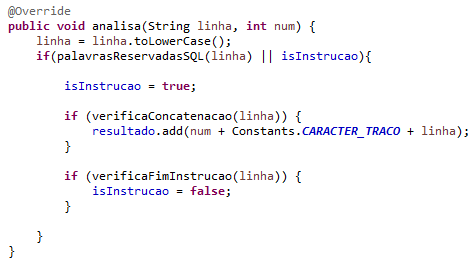 @Override
public void analisa(String linha, int num) {
    linha = linha.toLowerCase();
    if(palavrasReservadasSQL(linha) || isInstrucao){
        isInstrucao = true;
        if (verificaConcatenacao(linha)) {
            resultado.add(num + Constants.CARACTER_TRACO + linha);
        }
        if (verificaFimInstrucao(linha)) {
            isInstrucao = false;
        }
    }
}